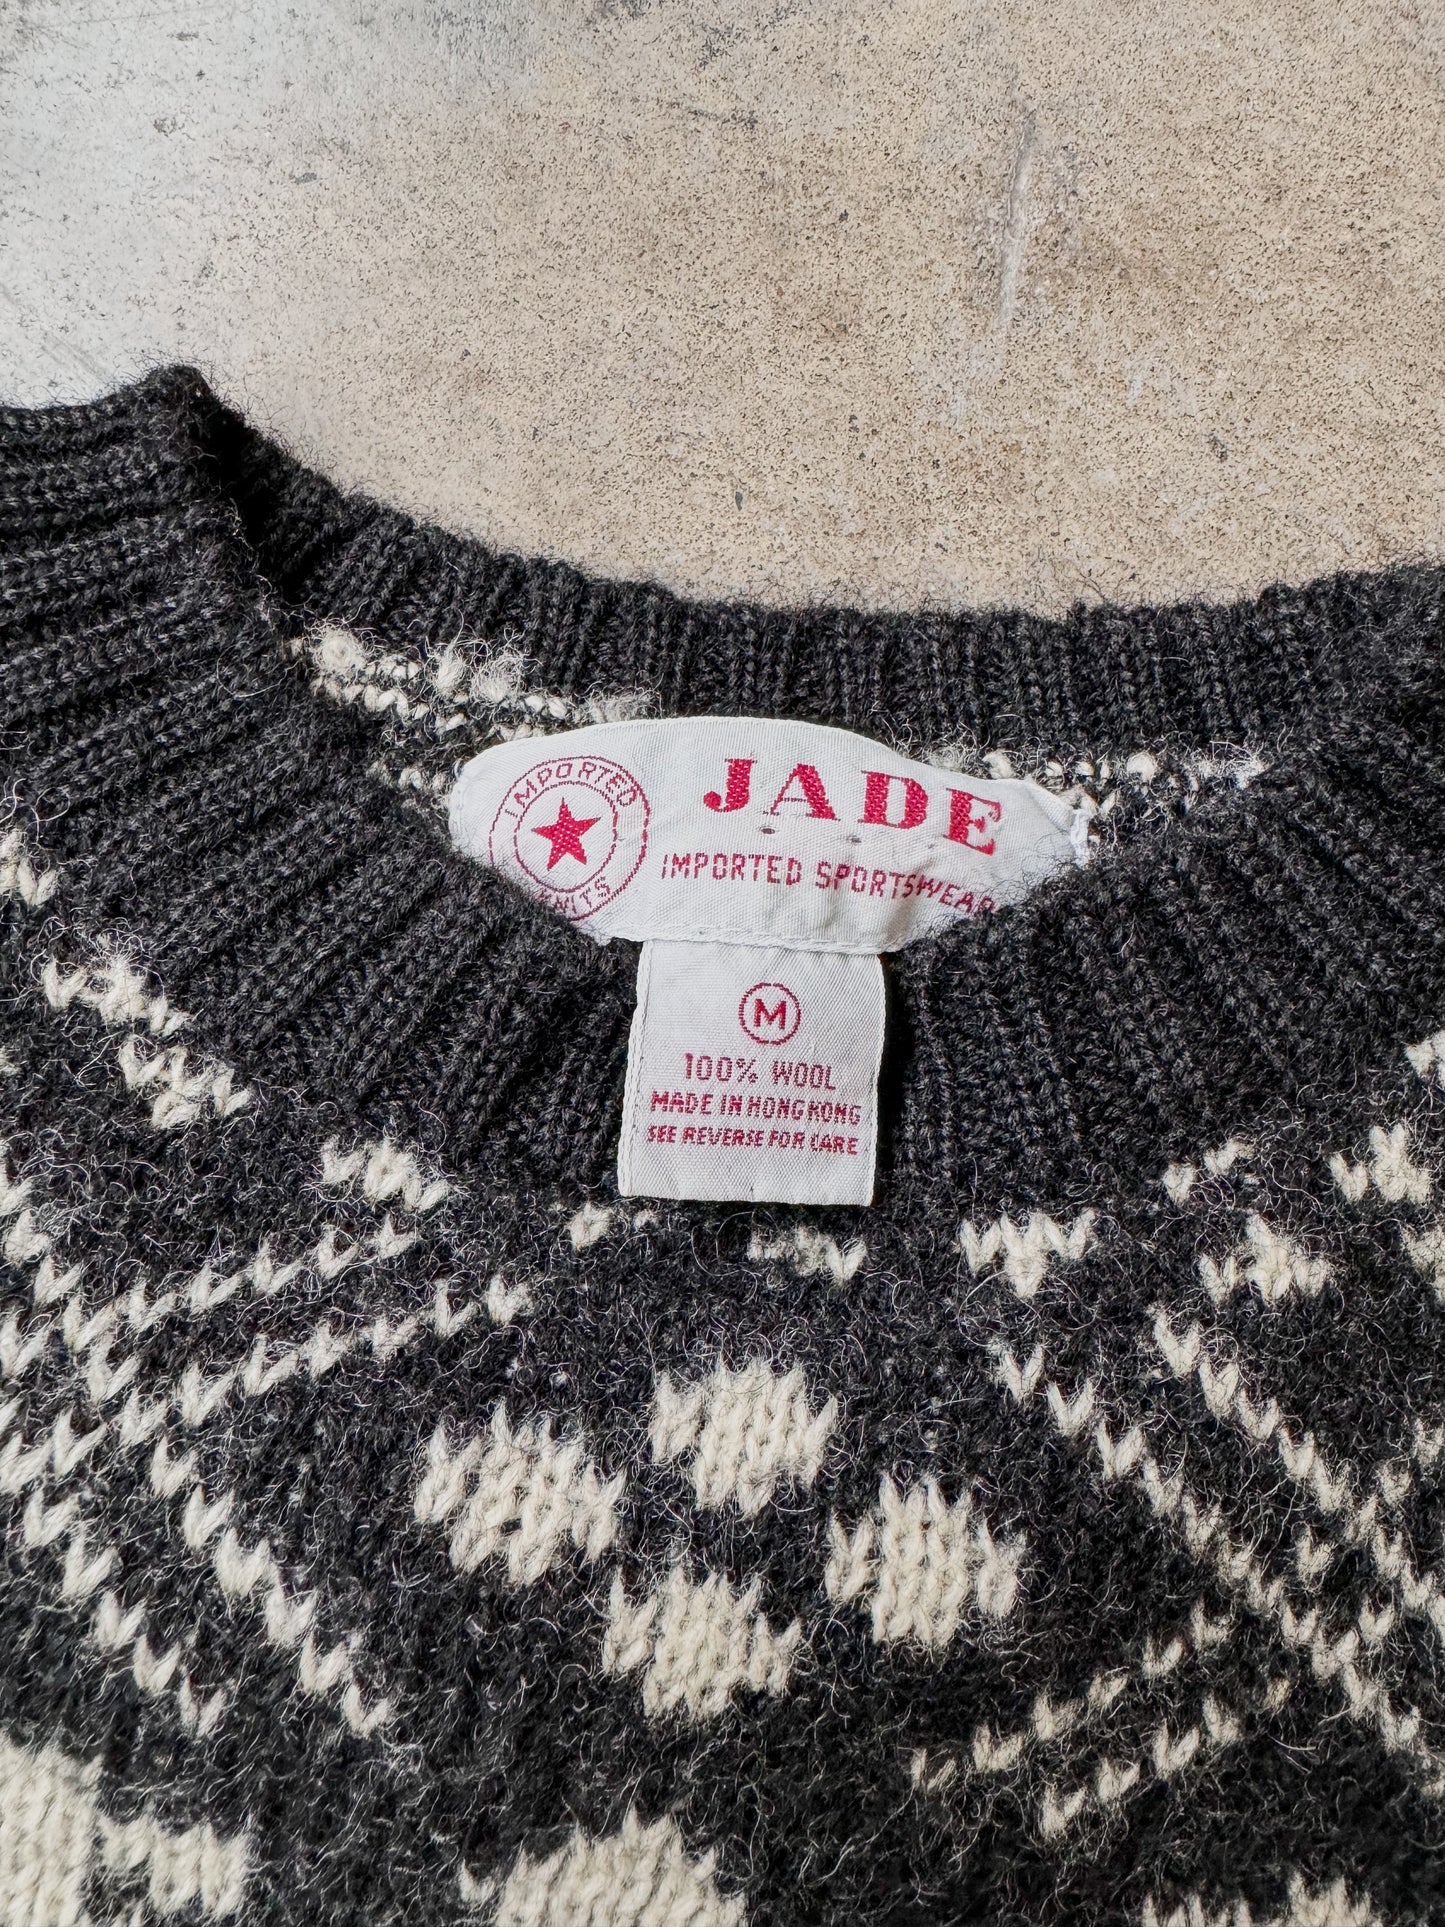 IMPORTED
KNITS
JADE
IMPORTED SPORTSWEAR
M
100% WOOL
MADE IN HONG KONG
SEE REVERSE FOR CARE